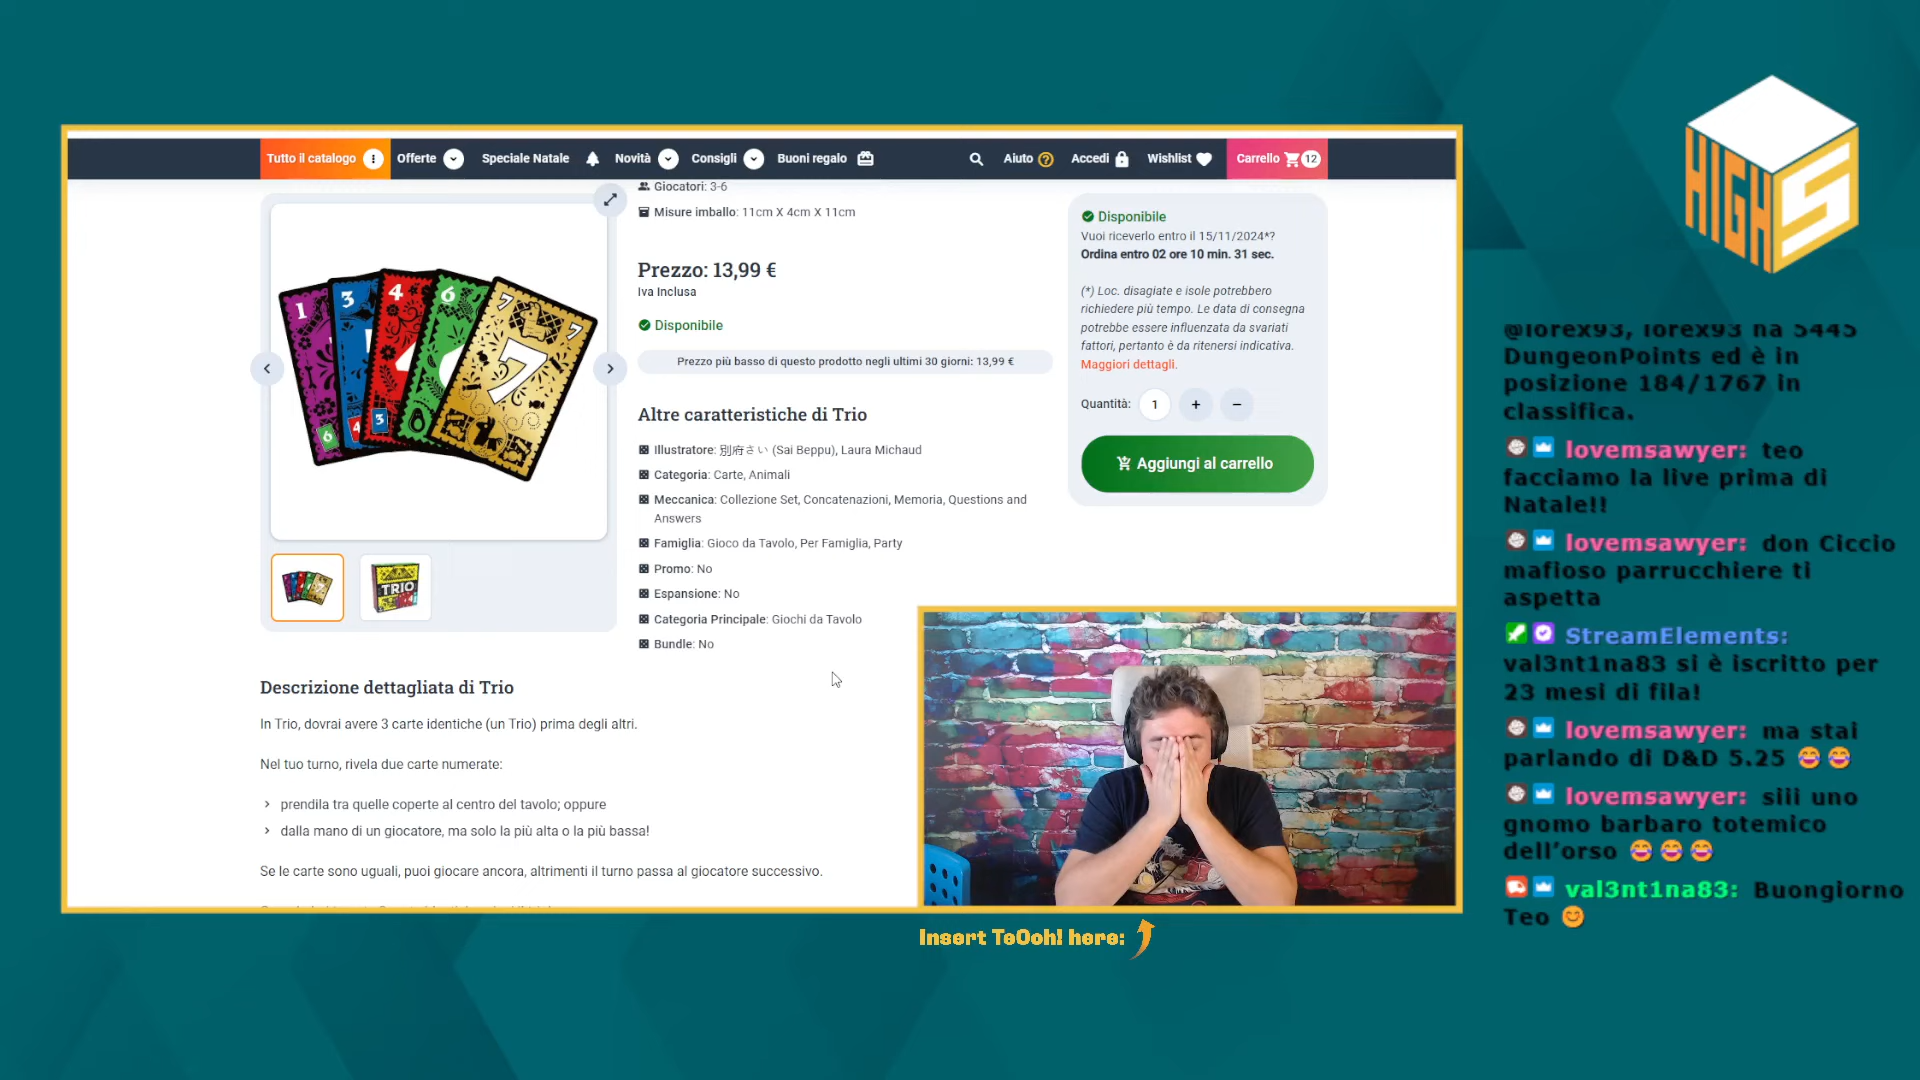 Tutto il catalogo Offerte Speciale Natale Novità Consigli Buoni regalo Aiuto Accedi Wishlist Carrello 12
Giocatori: 3-6
Misure imballo: 11cm X 4cm X 11cm
Prezzo: 13,99 €
Iva Inclusa
Disponibile
Prezzo più basso di questo prodotto negli ultimi 30 giorni: 13,99 €
Altre caratteristiche di Trio
Illustratore: 別府さい (Sai Beppu), Laura Michaud
Categoria: Carte, Animali
Meccanica: Collezione Set, Concatenazioni, Memoria, Questions and
Answers
Famiglia: Gioco da Tavolo, Per Famiglia, Party
Promo: No
Espansione: No
Categoria Principale: Giochi da Tavolo
Bundle: No
1 3 4 6 7
7
7
6 4 3
TRIO
Disponibile
Vuoi riceverlo entro il 15/11/2024*?
Ordina entro 02 ore 10 min. 31 sec.
(*) Loc. disagiate e isole potrebbero
richiedere più tempo. Le data di consegna
potrebbe essere influenzata da svariati
fattori, pertanto è da ritenersi indicativa.
Maggiori dettagli.
Quantità: 1 + −
Aggiungi al carrello
Descrizione dettagliata di Trio
In Trio, dovrai avere 3 carte identiche (un Trio) prima degli altri.
Nel tuo turno, rivela due carte numerate:
prendila tra quelle coperte al centro del tavolo; oppure
dalla mano di un giocatore, ma solo la più alta o la più bassa!
Se le carte sono uguali, puoi giocare ancora, altrimenti il turno passa al giocatore successivo.
Insert TeOoh! here:
HIGH5
@lorex93, lorex93 ha 5445
DungeonPoints ed è in
posizione 184/1767 in
classifica.
lovemsawyer: teo
facciamo la live prima di
Natale!!
lovemsawyer: don Ciccio
mafioso parrucchiere ti
aspetta
StreamElements:
val3nt1na83 si è iscritto per
23 mesi di fila!
lovemsawyer: ma stai
parlando di D&D 5.25 😂😂
lovemsawyer: siii uno
gnomo barbaro totemico
dell'orso 😂😂😂
val3nt1na83: Buongiorno
Teo 😊